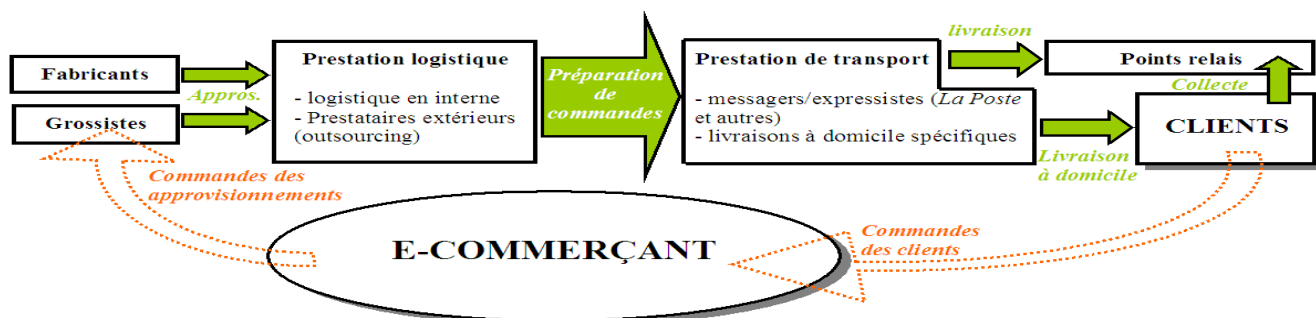 Fabricants
Grossistes
Appros.
Prestation logistique
- logistique en interne
- Prestataires extérieurs
(outsourcing)
Préparation
de
commandes
Prestation de transport
- messagers/expressistes (La Poste
et autres)
- livraisons à domicile spécifiques
livraison
Points relais
Collecte
CLIENTS
Livraison
à domicile
Commandes des
approvisionnements
E-COMMERÇANT
Commandes
des clients